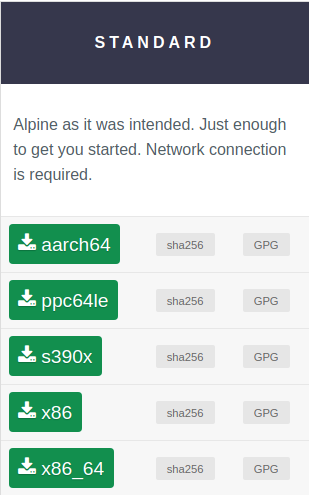 STANDARD
Alpine as it was intended. Just enough
to get you started. Network connection
is required.
aarch64 sha256 GPG
ppc64le sha256 GPG
s390x sha256 GPG
x86 sha256 GPG
x86_64 sha256 GPG